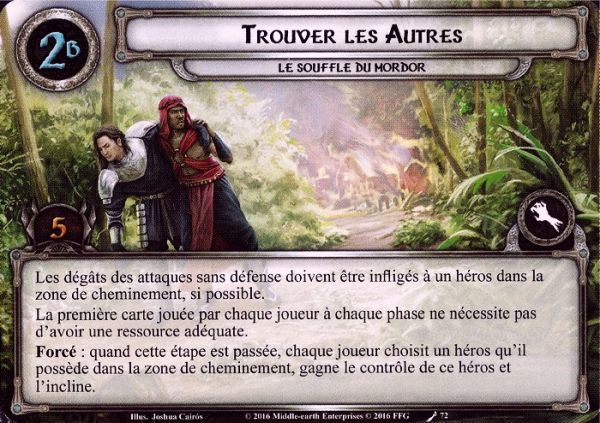 2B
TROUVER LES AUTRES
LE SOUFFLE DU MORDOR
5
Les dégâts des attaques sans défense doivent être infligés à un héros dans la
zone de cheminement, si possible.
La première carte jouée par chaque joueur à chaque phase ne nécessite pas
d'avoir une ressource adéquate.
Forcé : quand cette étape est passée, chaque joueur choisit un héros qu'il
possède dans la zone de cheminement, gagne le contrôle de ce héros et
l'incline.
Illus. Joshua Cairós © 2016 Middle-earth Enterprises © 2016 FFG 72